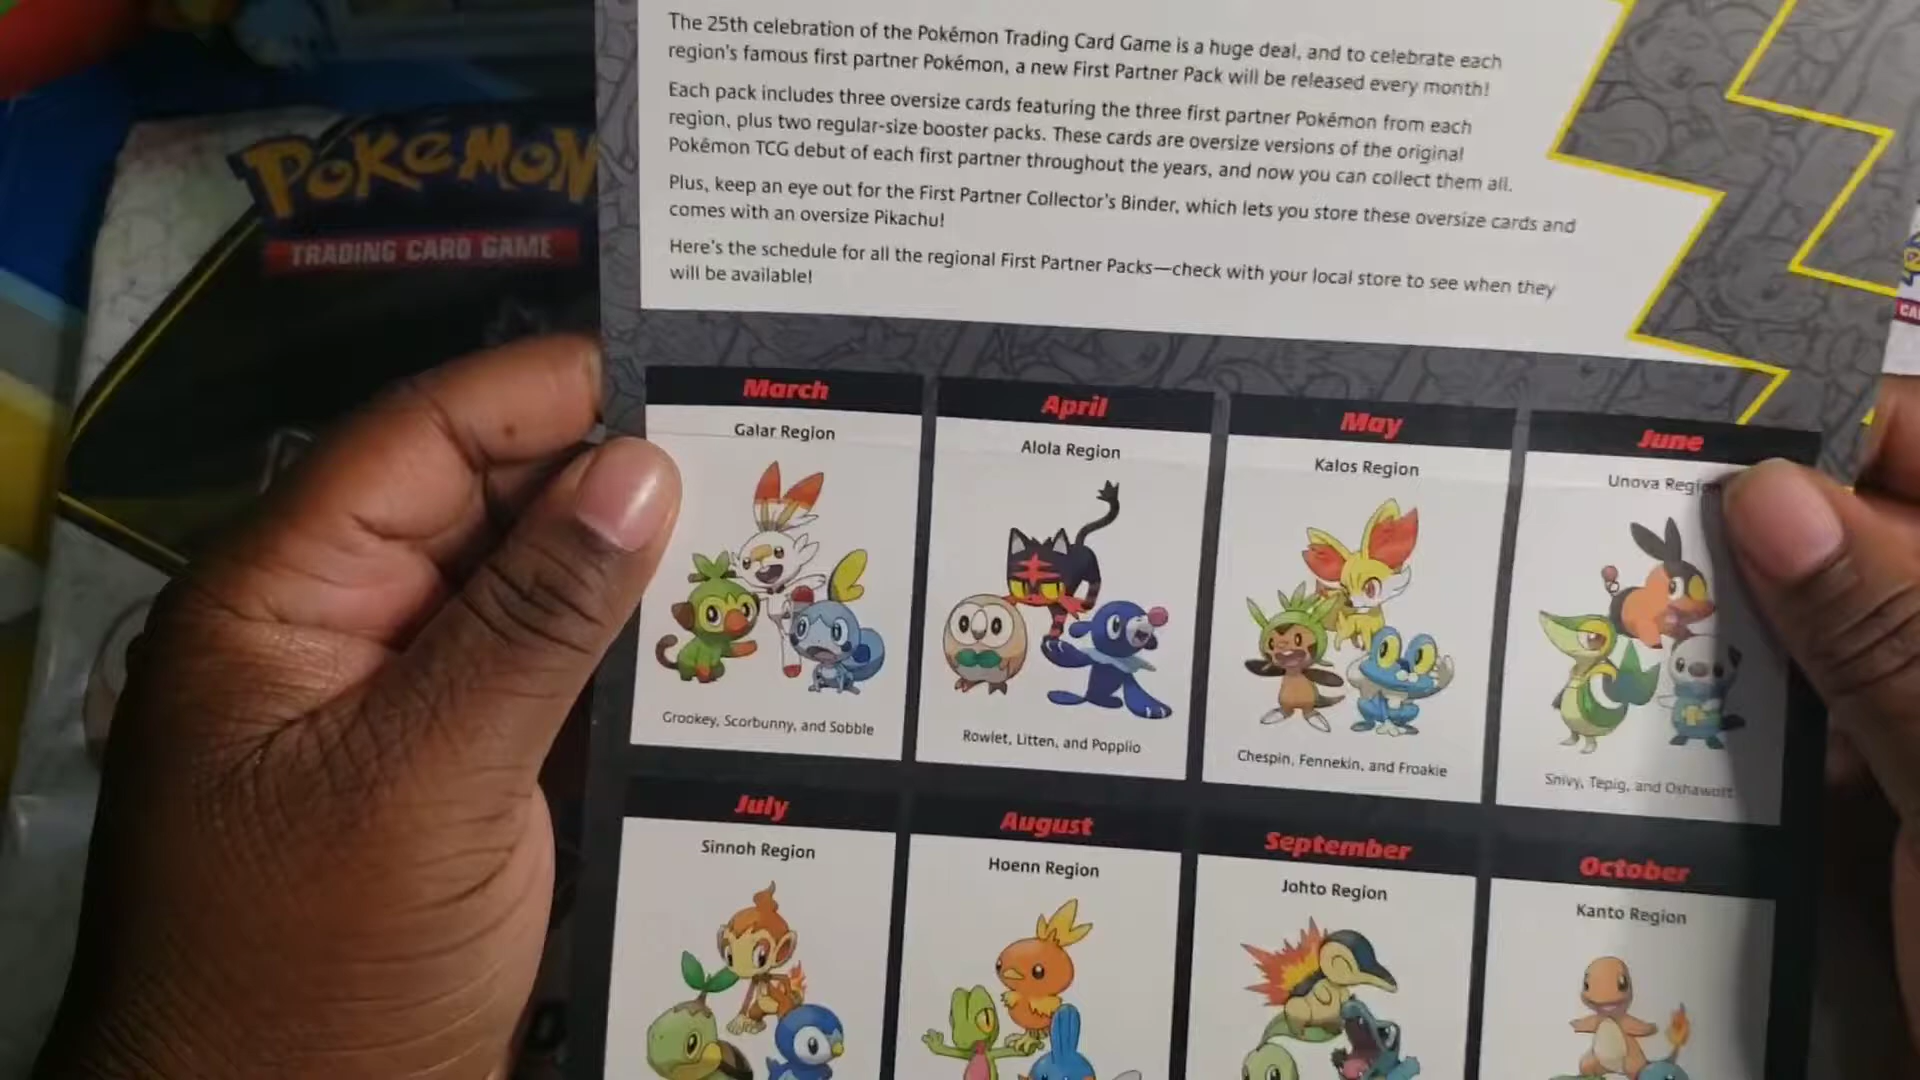 The 25th celebration of the Pokémon Trading Card Game is a huge deal, and to celebrate each
region's famous first partner Pokémon, a new First Partner Pack will be released every month!
Each pack includes three oversize cards featuring the three first partner Pokémon from each
region, plus two regular-size booster packs. These cards are oversize versions of the original
Pokémon TCG debut of each first partner throughout the years, and now you can collect them all.
Plus, keep an eye out for the First Partner Collector's Binder, which lets you store these oversize cards and
comes with an oversize Pikachu!
Here's the schedule for all the regional First Partner Packs—check with your local store to see when they
will be available!
POKéMON
TRADING CARD GAME
March
Galar Region
Grookey, Scorbunny, and Sobble
April
Alola Region
Rowlet, Litten, and Popplio
May
Kalos Region
Chespin, Fennekin, and Froakie
June
Unova
Snivy, Tepig, and Oshawott
July
Sinnoh Region
August
Hoenn Region
September
Johto Region
October
Kanto Region